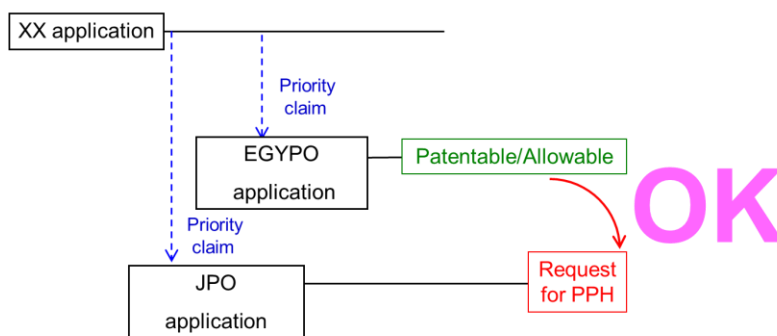 XX application
Priority
claim
EGYPO
application
Patentable/Allowable
OK
Priority
claim
JPO
application
Request
for PPH